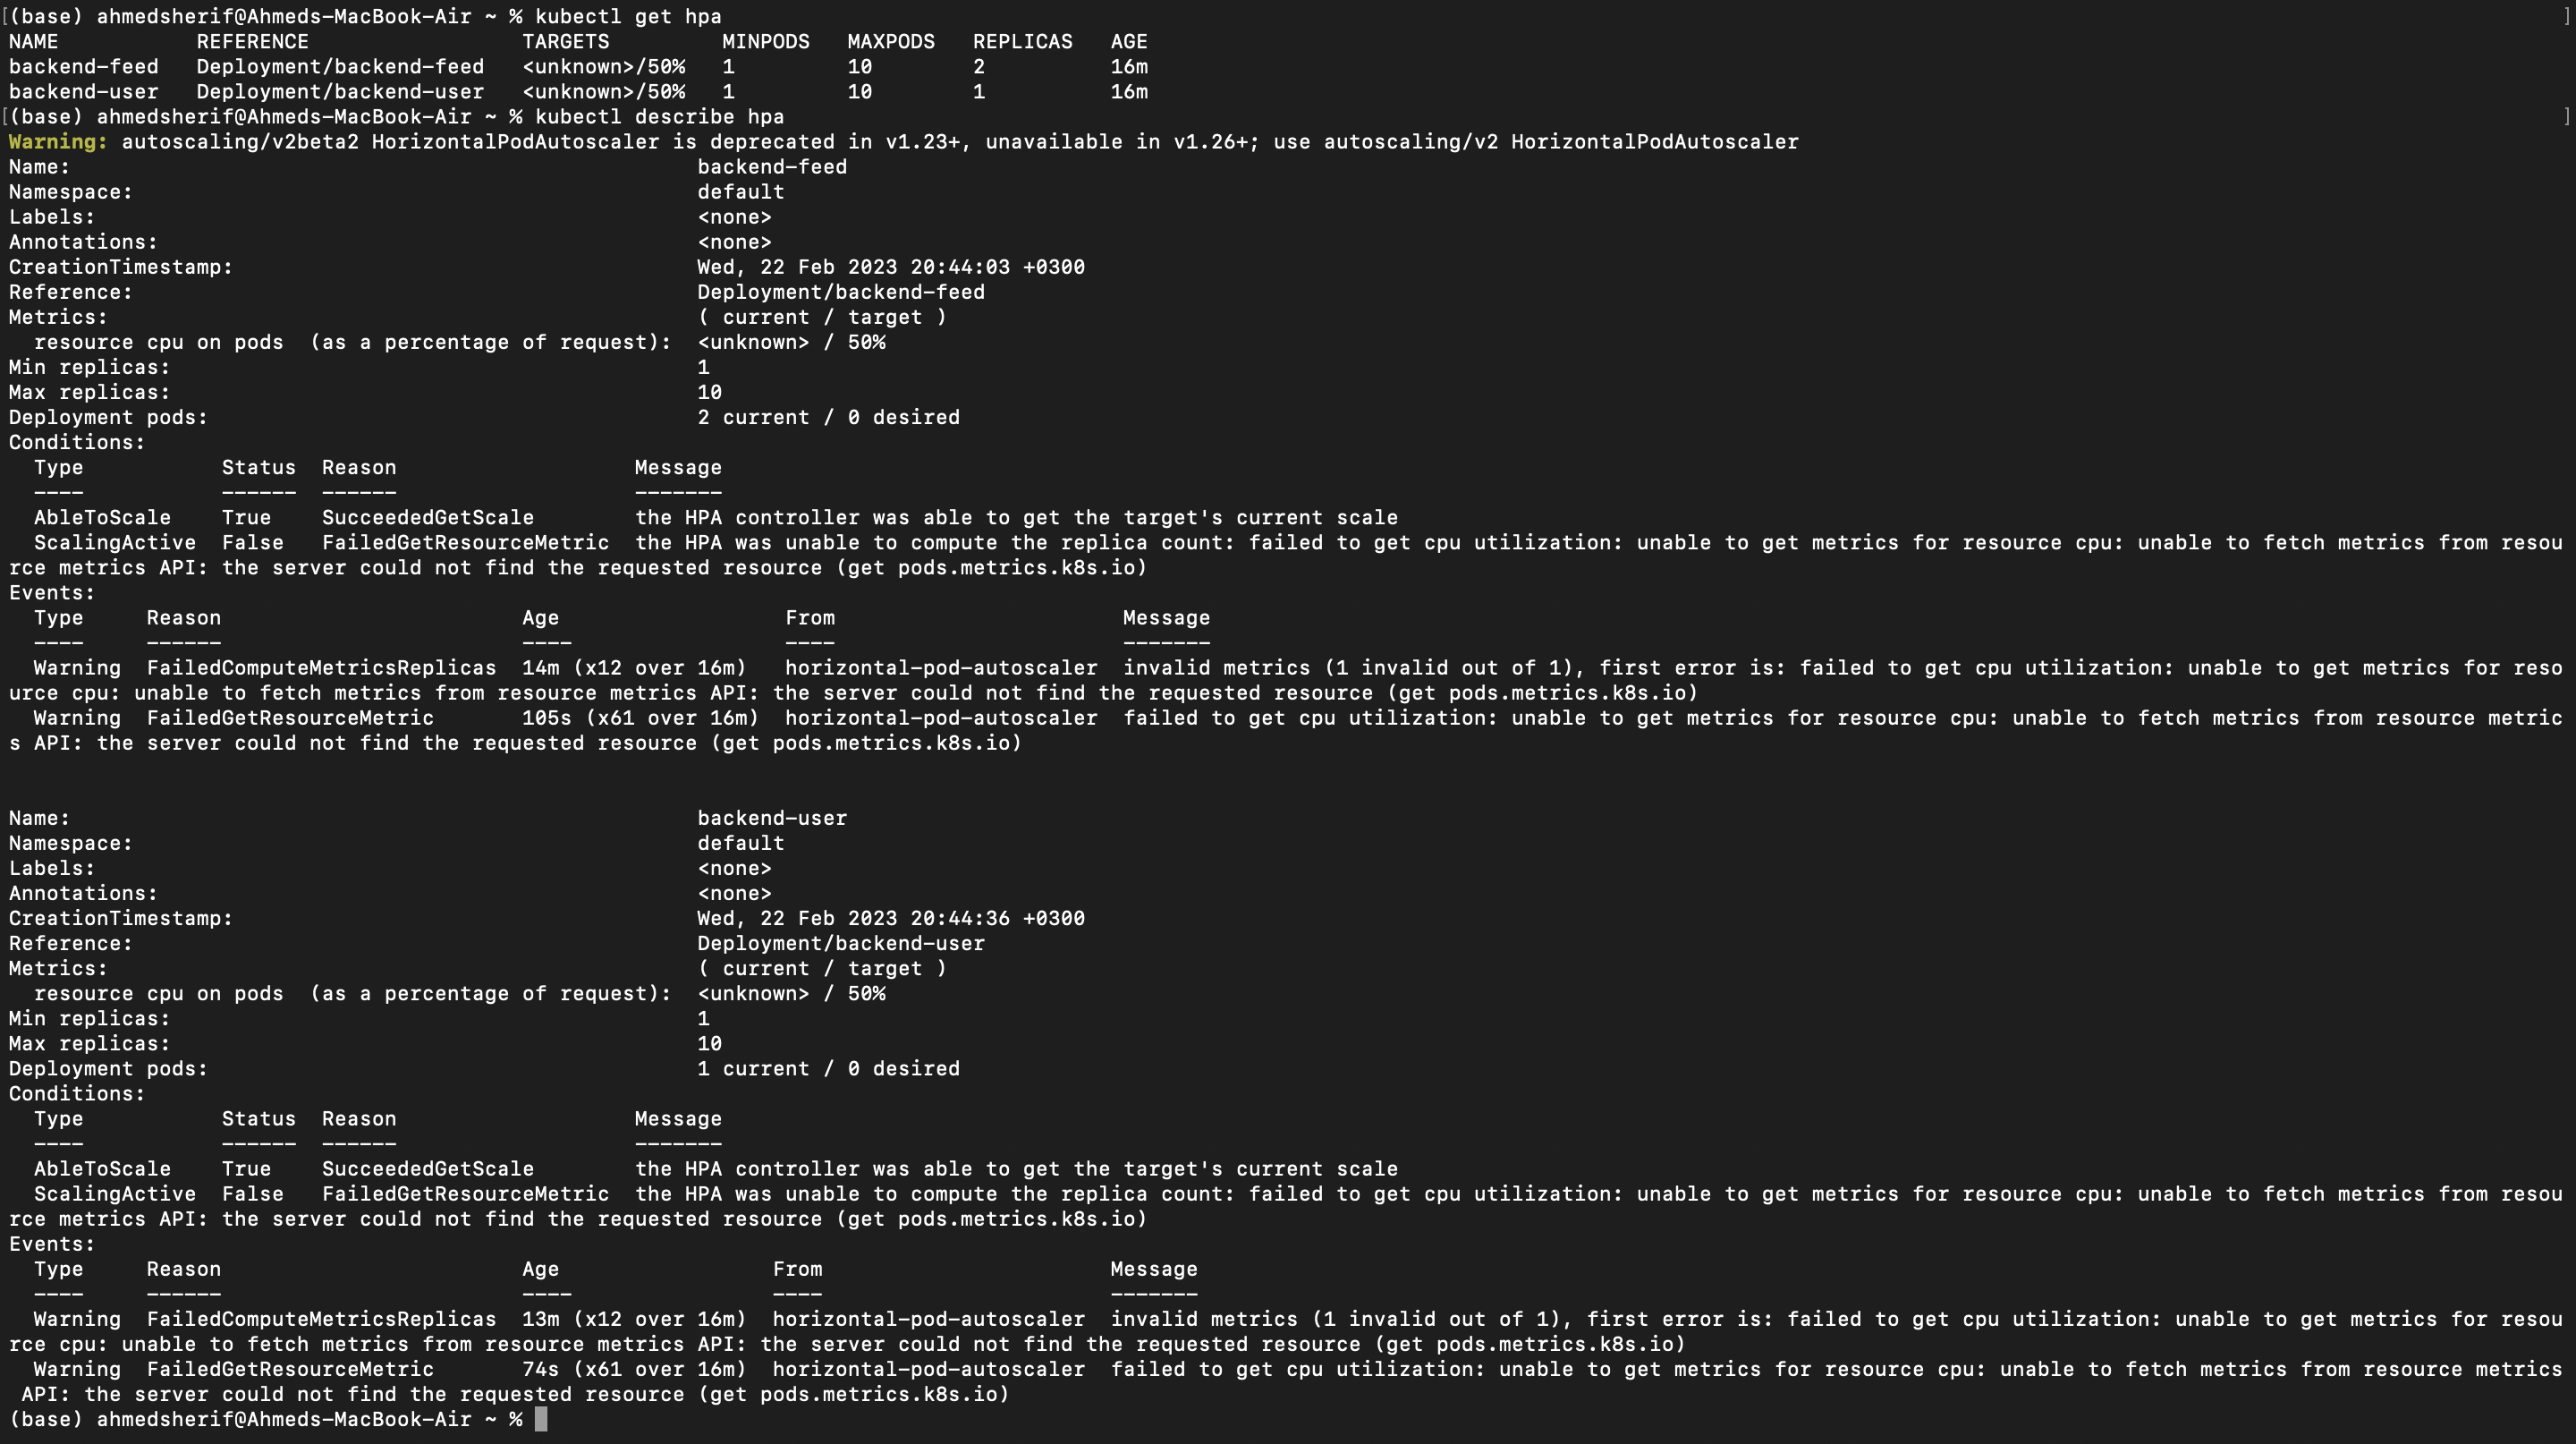 [(base) ahmedsherif@Ahmeds-MacBook-Air ~ % kubectl get hpa ]
NAME REFERENCE TARGETS MINPODS MAXPODS REPLICAS AGE
backend-feed Deployment/backend-feed <unknown>/50% 1 10 2 16m
backend-user Deployment/backend-user <unknown>/50% 1 10 1 16m
[(base) ahmedsherif@Ahmeds-MacBook-Air ~ % kubectl describe hpa ]
Warning: autoscaling/v2beta2 HorizontalPodAutoscaler is deprecated in v1.23+, unavailable in v1.26+; use autoscaling/v2 HorizontalPodAutoscaler
Name: backend-feed
Namespace: default
Labels: <none>
Annotations: <none>
CreationTimestamp: Wed, 22 Feb 2023 20:44:03 +0300
Reference: Deployment/backend-feed
Metrics: ( current / target )
resource cpu on pods (as a percentage of request): <unknown> / 50%
Min replicas: 1
Max replicas: 10
Deployment pods: 2 current / 0 desired
Conditions:
Type Status Reason Message
---- ------ ------ -------
AbleToScale True SucceededGetScale the HPA controller was able to get the target's current scale
ScalingActive False FailedGetResourceMetric the HPA was unable to compute the replica count: failed to get cpu utilization: unable to get metrics for resource cpu: unable to fetch metrics from resou
rce metrics API: the server could not find the requested resource (get pods.metrics.k8s.io)
Events:
Type Reason Age From Message
---- ------ ---- ---- -------
Warning FailedComputeMetricsReplicas 14m (x12 over 16m) horizontal-pod-autoscaler invalid metrics (1 invalid out of 1), first error is: failed to get cpu utilization: unable to get metrics for reso
urce cpu: unable to fetch metrics from resource metrics API: the server could not find the requested resource (get pods.metrics.k8s.io)
Warning FailedGetResourceMetric 105s (x61 over 16m) horizontal-pod-autoscaler failed to get cpu utilization: unable to get metrics for resource cpu: unable to fetch metrics from resource metric
s API: the server could not find the requested resource (get pods.metrics.k8s.io)
Name: backend-user
Namespace: default
Labels: <none>
Annotations: <none>
CreationTimestamp: Wed, 22 Feb 2023 20:44:36 +0300
Reference: Deployment/backend-user
Metrics: ( current / target )
resource cpu on pods (as a percentage of request): <unknown> / 50%
Min replicas: 1
Max replicas: 10
Deployment pods: 1 current / 0 desired
Conditions:
Type Status Reason Message
---- ------ ------ -------
AbleToScale True SucceededGetScale the HPA controller was able to get the target's current scale
ScalingActive False FailedGetResourceMetric the HPA was unable to compute the replica count: failed to get cpu utilization: unable to get metrics for resource cpu: unable to fetch metrics from resou
rce metrics API: the server could not find the requested resource (get pods.metrics.k8s.io)
Events:
Type Reason Age From Message
---- ------ ---- ---- -------
Warning FailedComputeMetricsReplicas 13m (x12 over 16m) horizontal-pod-autoscaler invalid metrics (1 invalid out of 1), first error is: failed to get cpu utilization: unable to get metrics for resou
rce cpu: unable to fetch metrics from resource metrics API: the server could not find the requested resource (get pods.metrics.k8s.io)
Warning FailedGetResourceMetric 74s (x61 over 16m) horizontal-pod-autoscaler failed to get cpu utilization: unable to get metrics for resource cpu: unable to fetch metrics from resource metrics
API: the server could not find the requested resource (get pods.metrics.k8s.io)
(base) ahmedsherif@Ahmeds-MacBook-Air ~ %